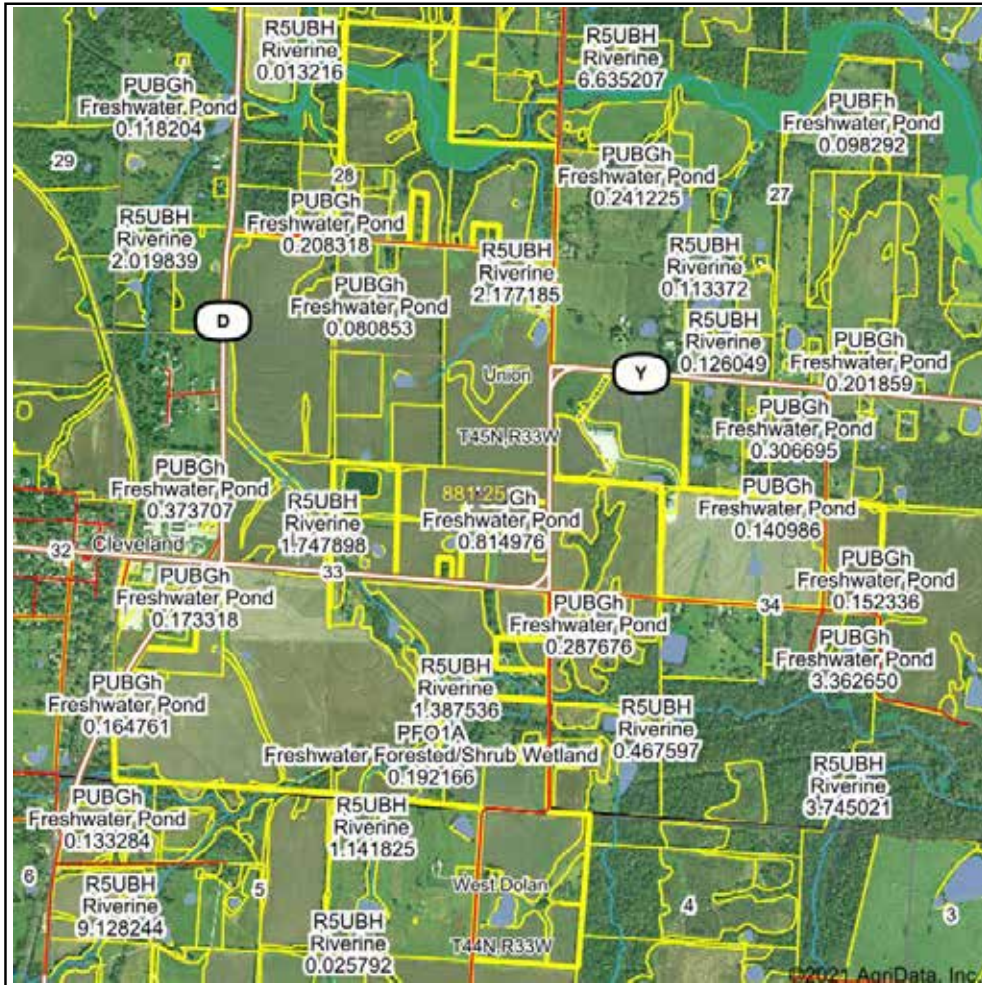 R5UBH
Riverine
0.013216
R5UBH
Riverine
6.635207
PUBGh
Freshwater Pond
0.118204
PUBFh
Freshwater Pond
0.098292
29
28
PUBGh
Freshwater Pond
0.241225
27
PUBGh
Freshwater Pond
0.208318
R5UBH
Riverine
2.019839
R5UBH
Riverine
2.177185
R5UBH
Riverine
0.113372
PUBGh
Freshwater Pond
0.080853
D
R5UBH
Riverine
0.126049
PUBGh
Freshwater Pond
0.201859
Union
Y
T45N,R33W
PUBGh
Freshwater Pond
0.306695
PUBGh
Freshwater Pond
0.373707
R5UBH
Riverine
1.747898
Gh
Freshwater Pond
0.814976
PUBGh
Freshwater Pond
0.140986
Cleveland
32
33
PUBGh
Freshwater Pond
0.173318
PUBGh
Freshwater Pond
0.287676
34
PUBGh
Freshwater Pond
0.152336
PUBGh
Freshwater Pond
3.362650
PUBGh
Freshwater Pond
0.164761
R5UBH
Riverine
1.387536
PFO1A
Freshwater Forested/Shrub Wetland
0.192166
R5UBH
Riverine
0.467597
R5UBH
Riverine
3.745021
PUBGh
Freshwater Pond
0.133284
R5UBH
Riverine
1.141825
6
R5UBH
Riverine
9.128244
5
West Dolan
4
3
R5UBH
Riverine
0.025792
T44N,R33W
©2021 AgriData, Inc.